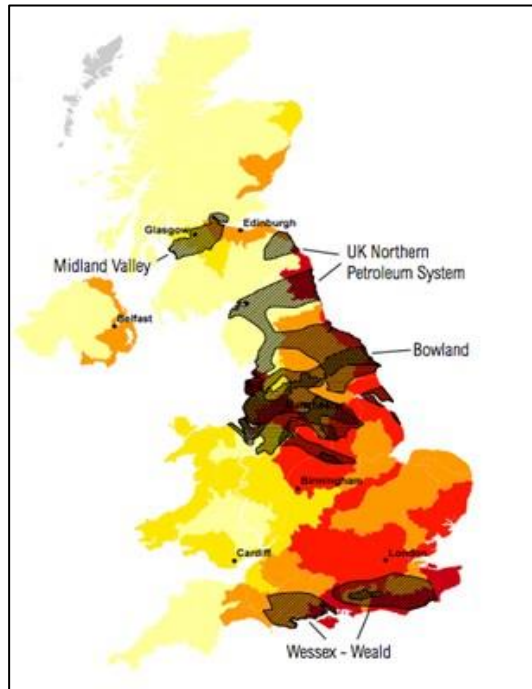 Glasgow
Edinburgh
Midland Valley
UK Northern
Petroleum System
Belfast
Bowland
Birmingham
Cardiff
London
Wessex - Weald